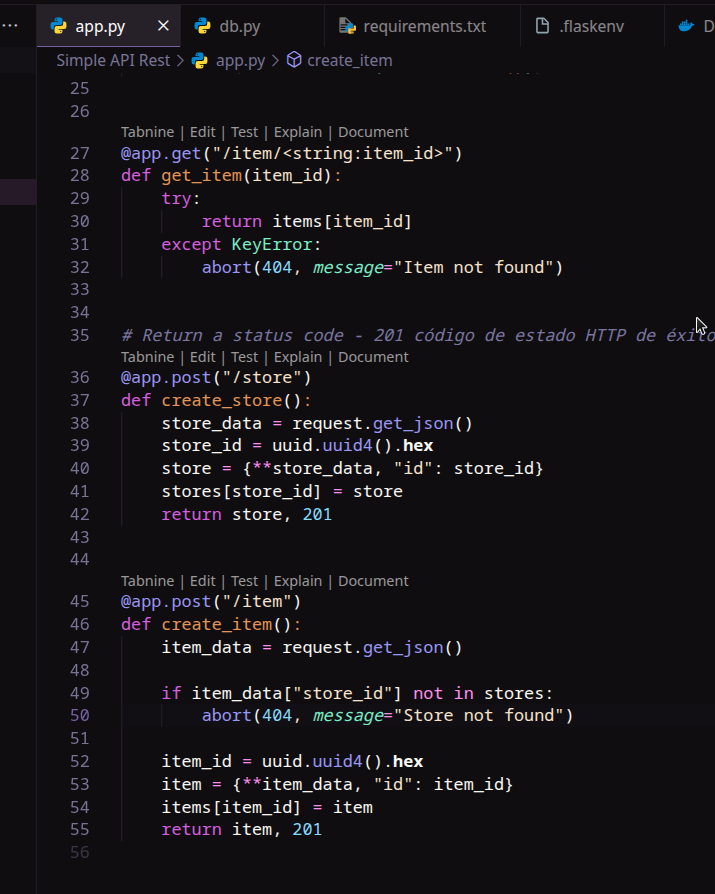 ··· app.py × db.py requirements.txt .flaskenv D
Simple API Rest > app.py > create_item
25
26
Tabnine | Edit | Test | Explain | Document
27 @app.get("/item/<string:item_id>")
28 def get_item(item_id):
29     try:
30         return items[item_id]
31     except KeyError:
32         abort(404, message="Item not found")
33
34
35 # Return a status code - 201 código de estado HTTP de éxito
Tabnine | Edit | Test | Explain | Document
36 @app.post("/store")
37 def create_store():
38     store_data = request.get_json()
39     store_id = uuid.uuid4().hex
40     store = {**store_data, "id": store_id}
41     stores[store_id] = store
42     return store, 201
43
44
Tabnine | Edit | Test | Explain | Document
45 @app.post("/item")
46 def create_item():
47     item_data = request.get_json()
48
49     if item_data["store_id"] not in stores:
50         abort(404, message="Store not found")
51
52     item_id = uuid.uuid4().hex
53     item = {**item_data, "id": item_id}
54     items[item_id] = item
55     return item, 201
56